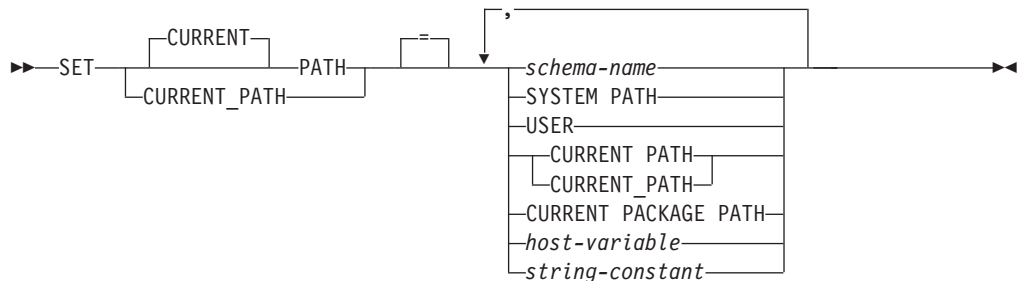 ,
CURRENT =
SET PATH schema-name
CURRENT_PATH SYSTEM PATH
USER
CURRENT PATH
CURRENT_PATH
CURRENT PACKAGE PATH
host-variable
string-constant